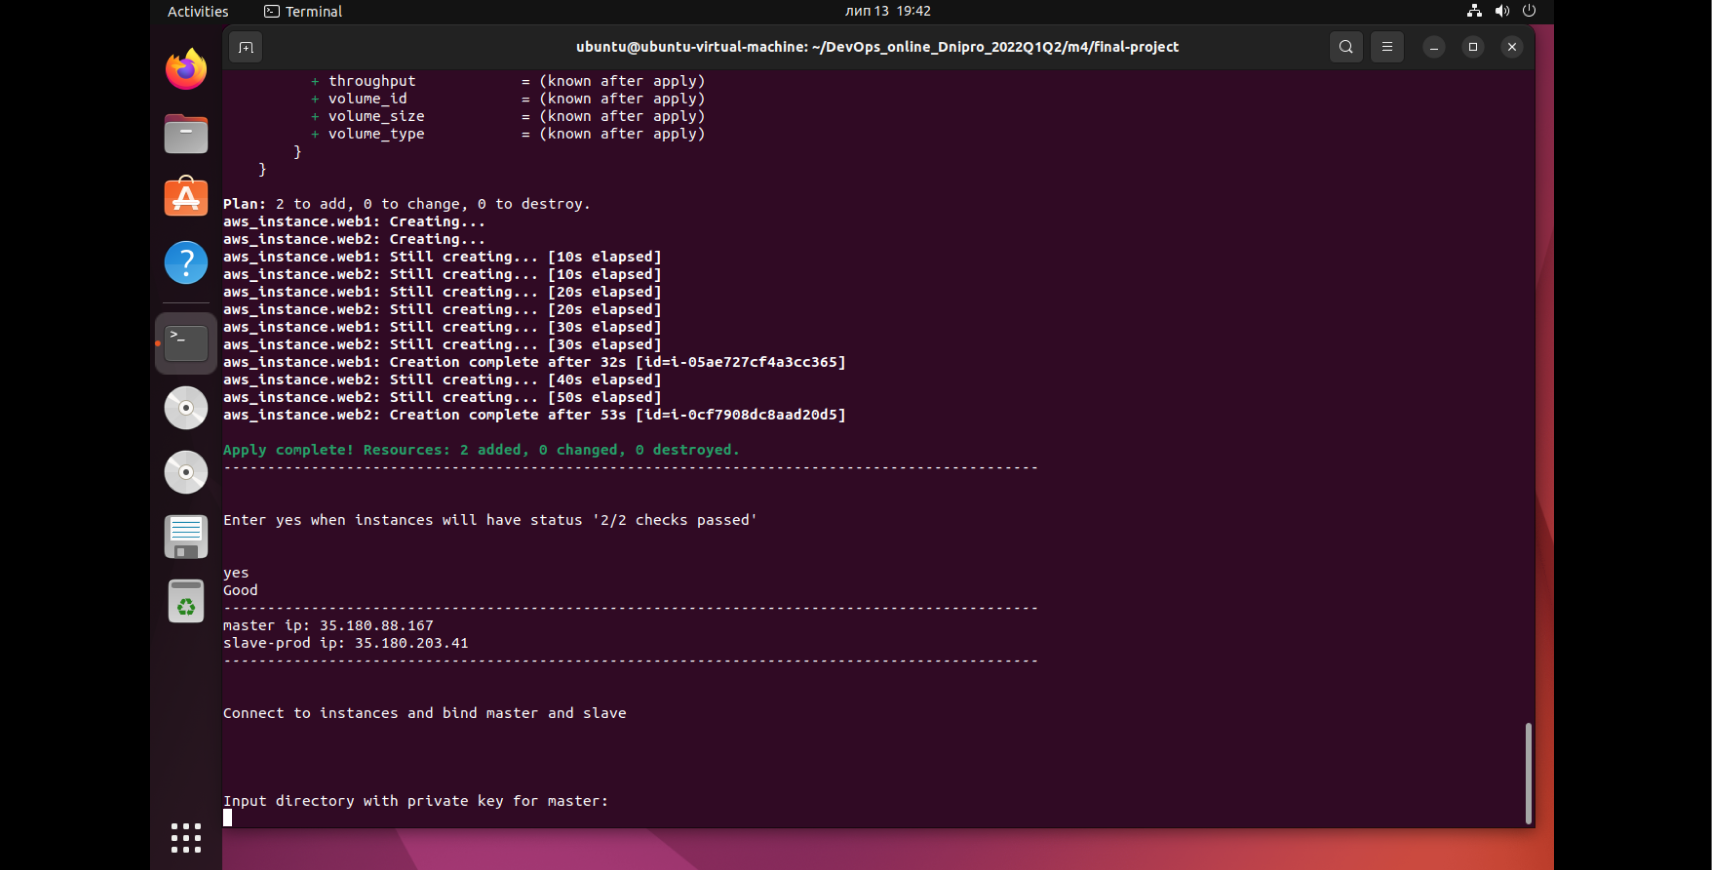 Activities Terminal лип 13 19:42
ubuntu@ubuntu-virtual-machine: ~/DevOps_online_Dnipro_2022Q1Q2/m4/final-project
+ throughput = (known after apply)
+ volume_id = (known after apply)
+ volume_size = (known after apply)
+ volume_type = (known after apply)
}
}
Plan: 2 to add, 0 to change, 0 to destroy.
aws_instance.web1: Creating...
aws_instance.web2: Creating...
aws_instance.web1: Still creating... [10s elapsed]
aws_instance.web2: Still creating... [10s elapsed]
aws_instance.web1: Still creating... [20s elapsed]
aws_instance.web2: Still creating... [20s elapsed]
aws_instance.web1: Still creating... [30s elapsed]
aws_instance.web2: Still creating... [30s elapsed]
aws_instance.web1: Creation complete after 32s [id=i-05ae727cf4a3cc365]
aws_instance.web2: Still creating... [40s elapsed]
aws_instance.web2: Still creating... [50s elapsed]
aws_instance.web2: Creation complete after 53s [id=i-0cf7908dc8aad20d5]
Apply complete! Resources: 2 added, 0 changed, 0 destroyed.
---------------------------------------------------------------------------------------------
Enter yes when instances will have status '2/2 checks passed'
yes
Good
---------------------------------------------------------------------------------------------
master ip: 35.180.88.167
slave-prod ip: 35.180.203.41
---------------------------------------------------------------------------------------------
Connect to instances and bind master and slave
Input directory with private key for master: